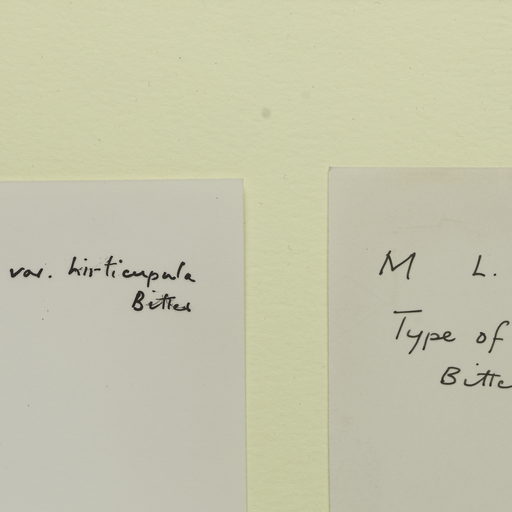 var. hirticupula
Bitter
M L.
Type of
Bitte